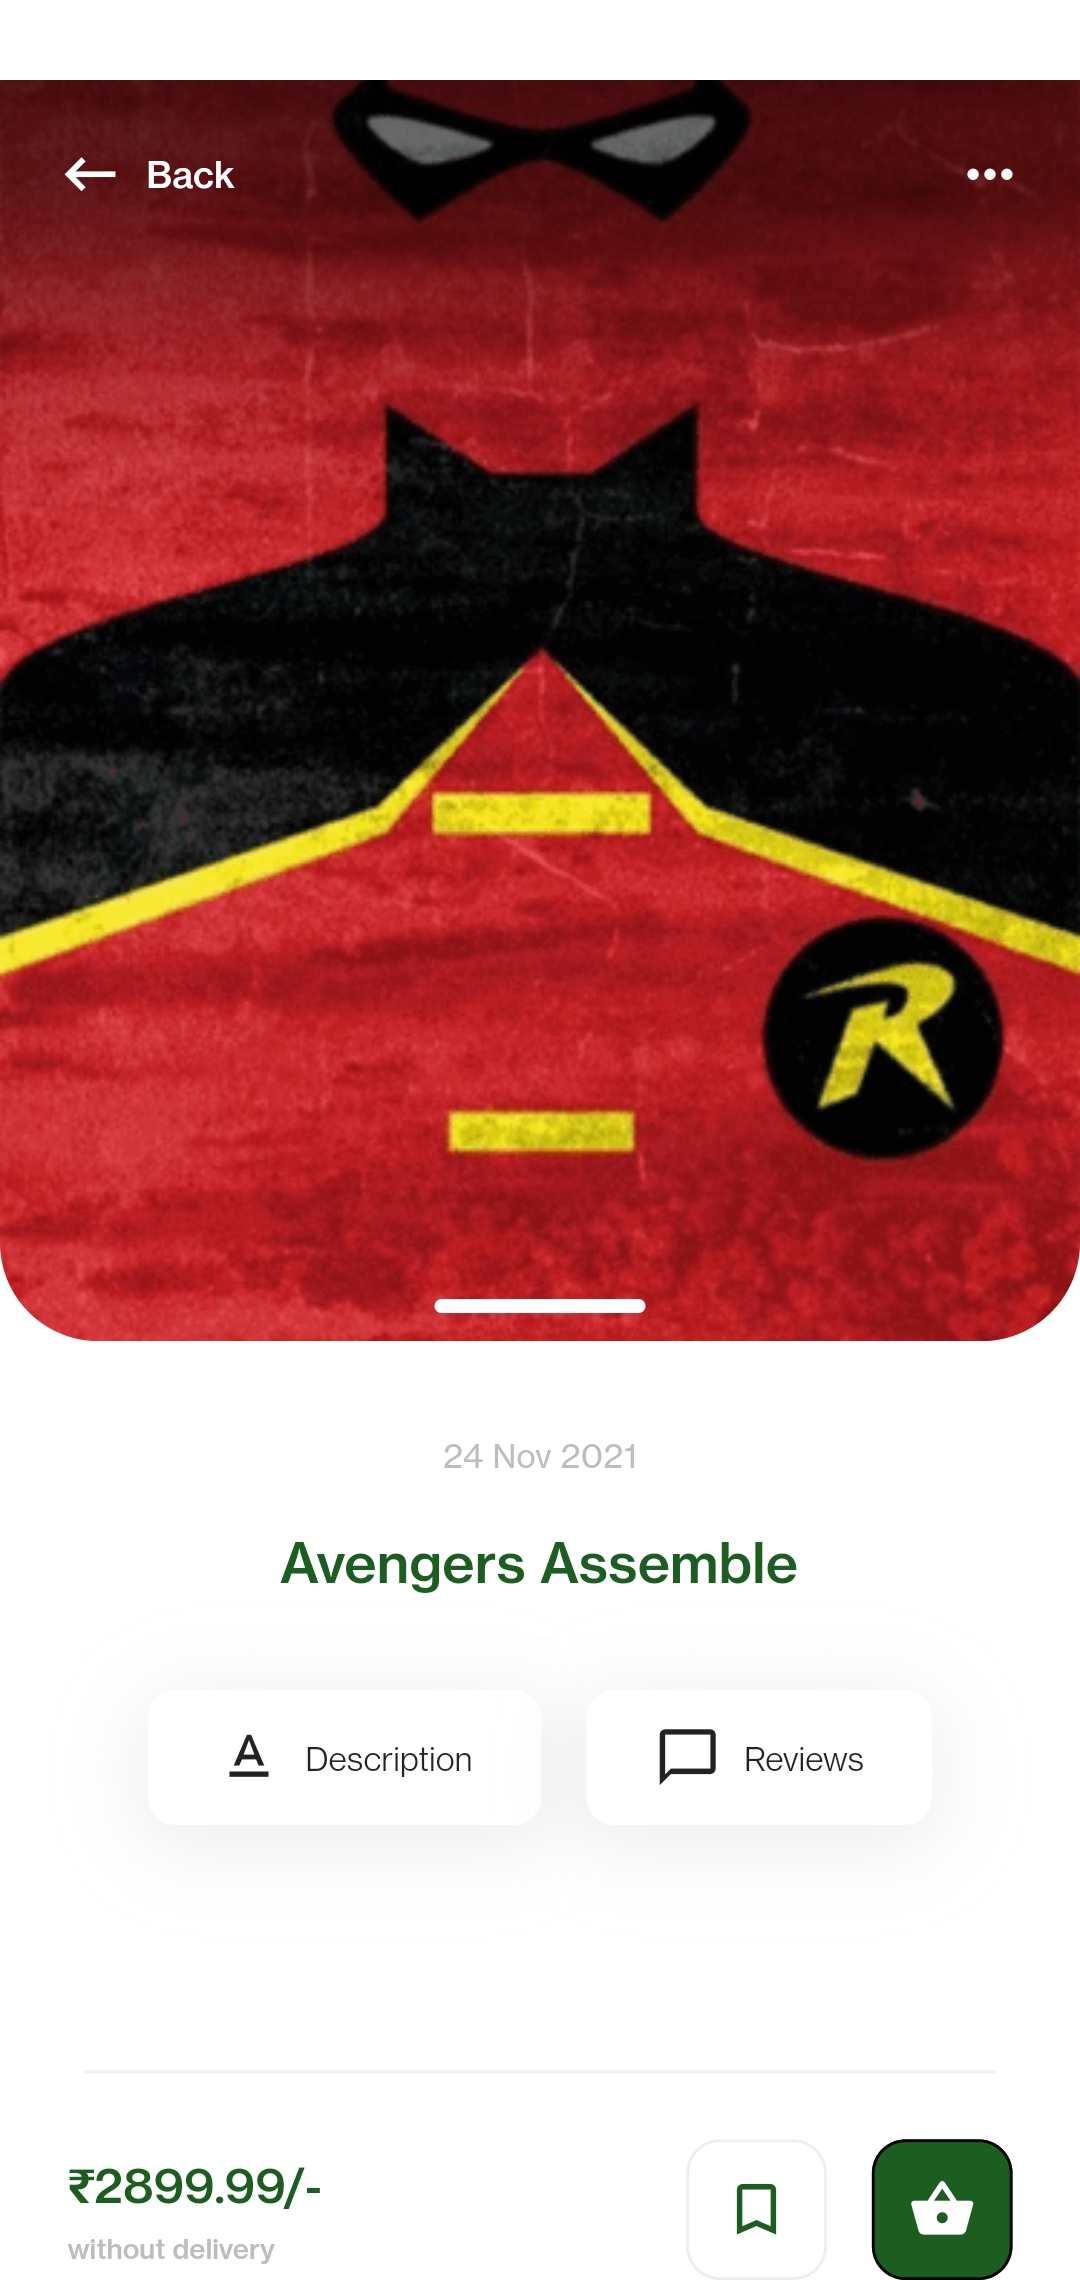 Back
R
24 Nov 2021
Avengers Assemble
Description
Reviews
₹2899.99/-
without delivery